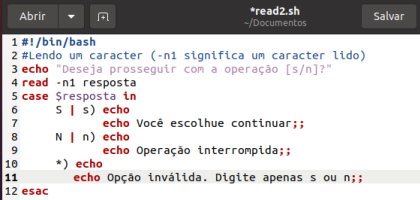 Abrir
*read2.sh
~/Documentos
Salvar
1 #!/bin/bash
2 #Lendo um caracter (-n1 significa um caracter lido)
3 echo "Deseja prosseguir com a operação [s/n]?"
4 read -n1 resposta
5 case $resposta in
6 S | s) echo
7 echo Você escolhue continuar;;
8 N | n) echo
9 echo Operação interrompida;;
10 *) echo
11 echo Opção inválida. Digite apenas s ou n;;
12 esac